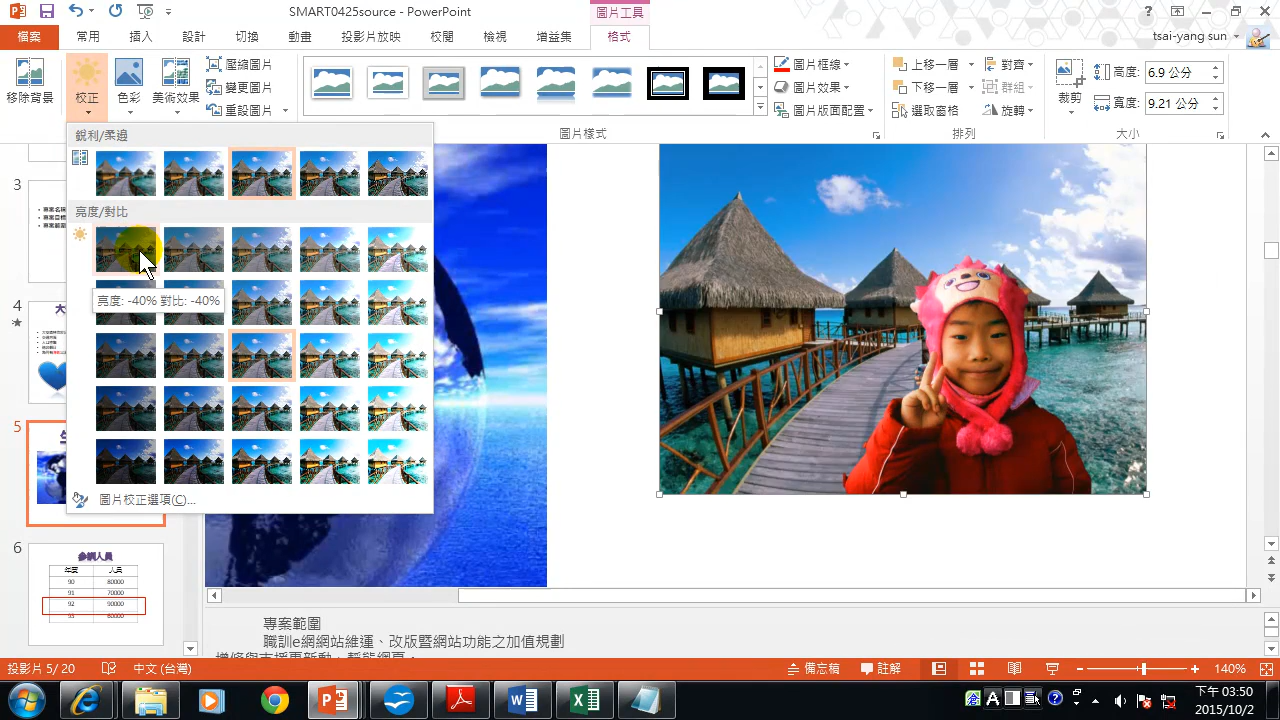 SMART0425source - PowerPoint
圖片工具
檔案 常用 插入 設計 切換 動畫 投影片放映 校閱 檢視 增益集 格式
tsai-yang sun
移除背景 校正 色彩 美術效果
壓縮圖片
變更圖片
重設圖片
圖片框線
圖片效果
圖片版面配置
圖片樣式
上移一層 對齊
下移一層 群組
選取窗格 旋轉
排列
裁剪
高度: 6.9 公分
寬度: 9.21 公分
大小
銳利/柔邊
亮度/對比
亮度: -40% 對比: -40%
圖片校正選項(C)...
3
4
大
5
6
參訓人員
年度 人員
90 80000
91 70000
92 90000
93 60000
專案範圍
職訓e網網站維運、改版暨網站功能之加值規劃
投影片 5/20 中文 (台灣) 備忘稿 註解 140%
下午 03:50
2015/10/2